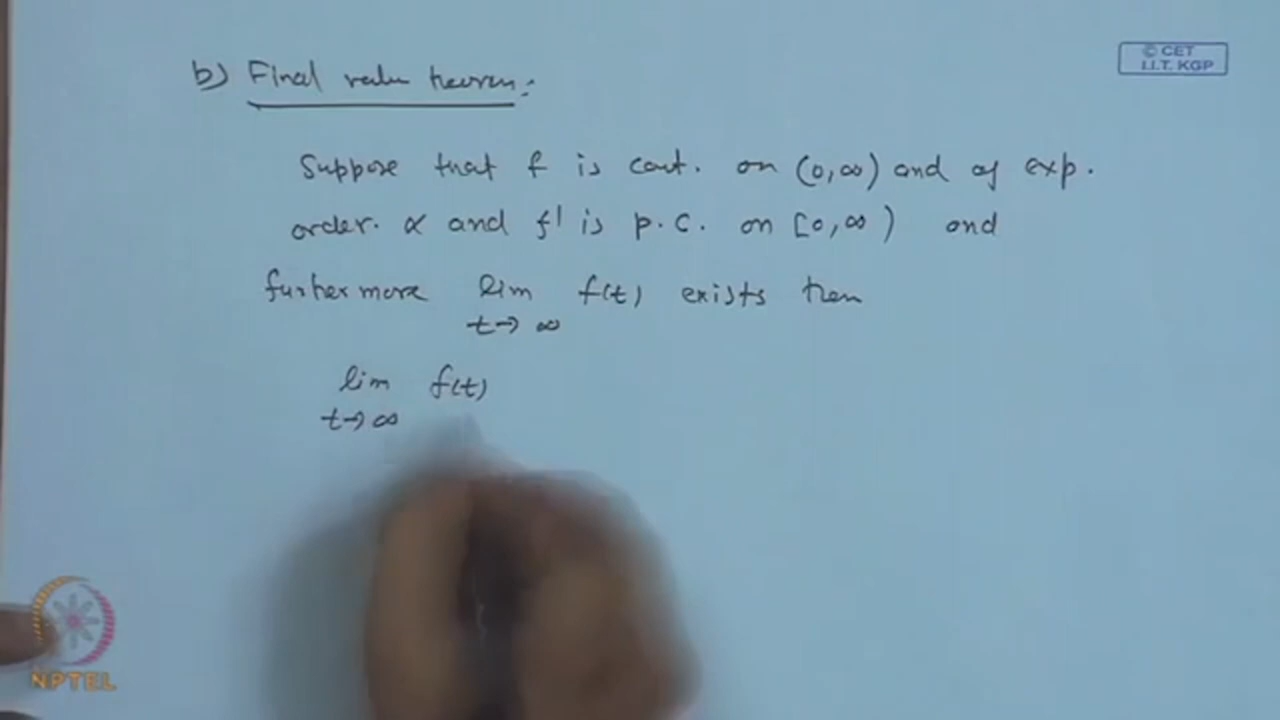 © CET
I.I.T. KGP
b) Final value theorem:
Suppose that f is cont. on (0,∞) and of exp.
order. α and f' is p.c. on [0,∞) and
furthermore lim f(t) exists then
t→∞
lim f(t)
t→∞
NPTEL